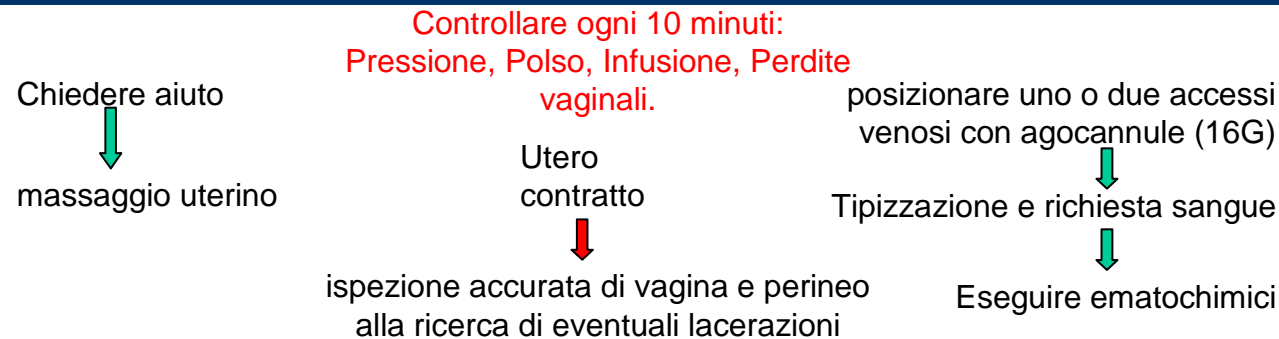 Controllare ogni 10 minuti:
Pressione, Polso, Infusione, Perdite
vaginali.
Chiedere aiuto
massaggio uterino
Utero
contratto
ispezione accurata di vagina e perineo
alla ricerca di eventuali lacerazioni
posizionare uno o due accessi
venosi con agocannule (16G)
Tipizzazione e richiesta sangue
Eseguire ematochimici